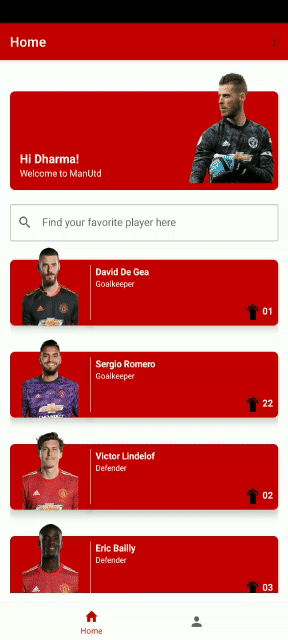 Home
Hi Dharma!
Welcome to ManUtd
Find your favorite player here
David De Gea
Goalkeeper
01
Sergio Romero
Goalkeeper
22
Victor Lindelof
Defender
02
Eric Bailly
Defender
03
Home